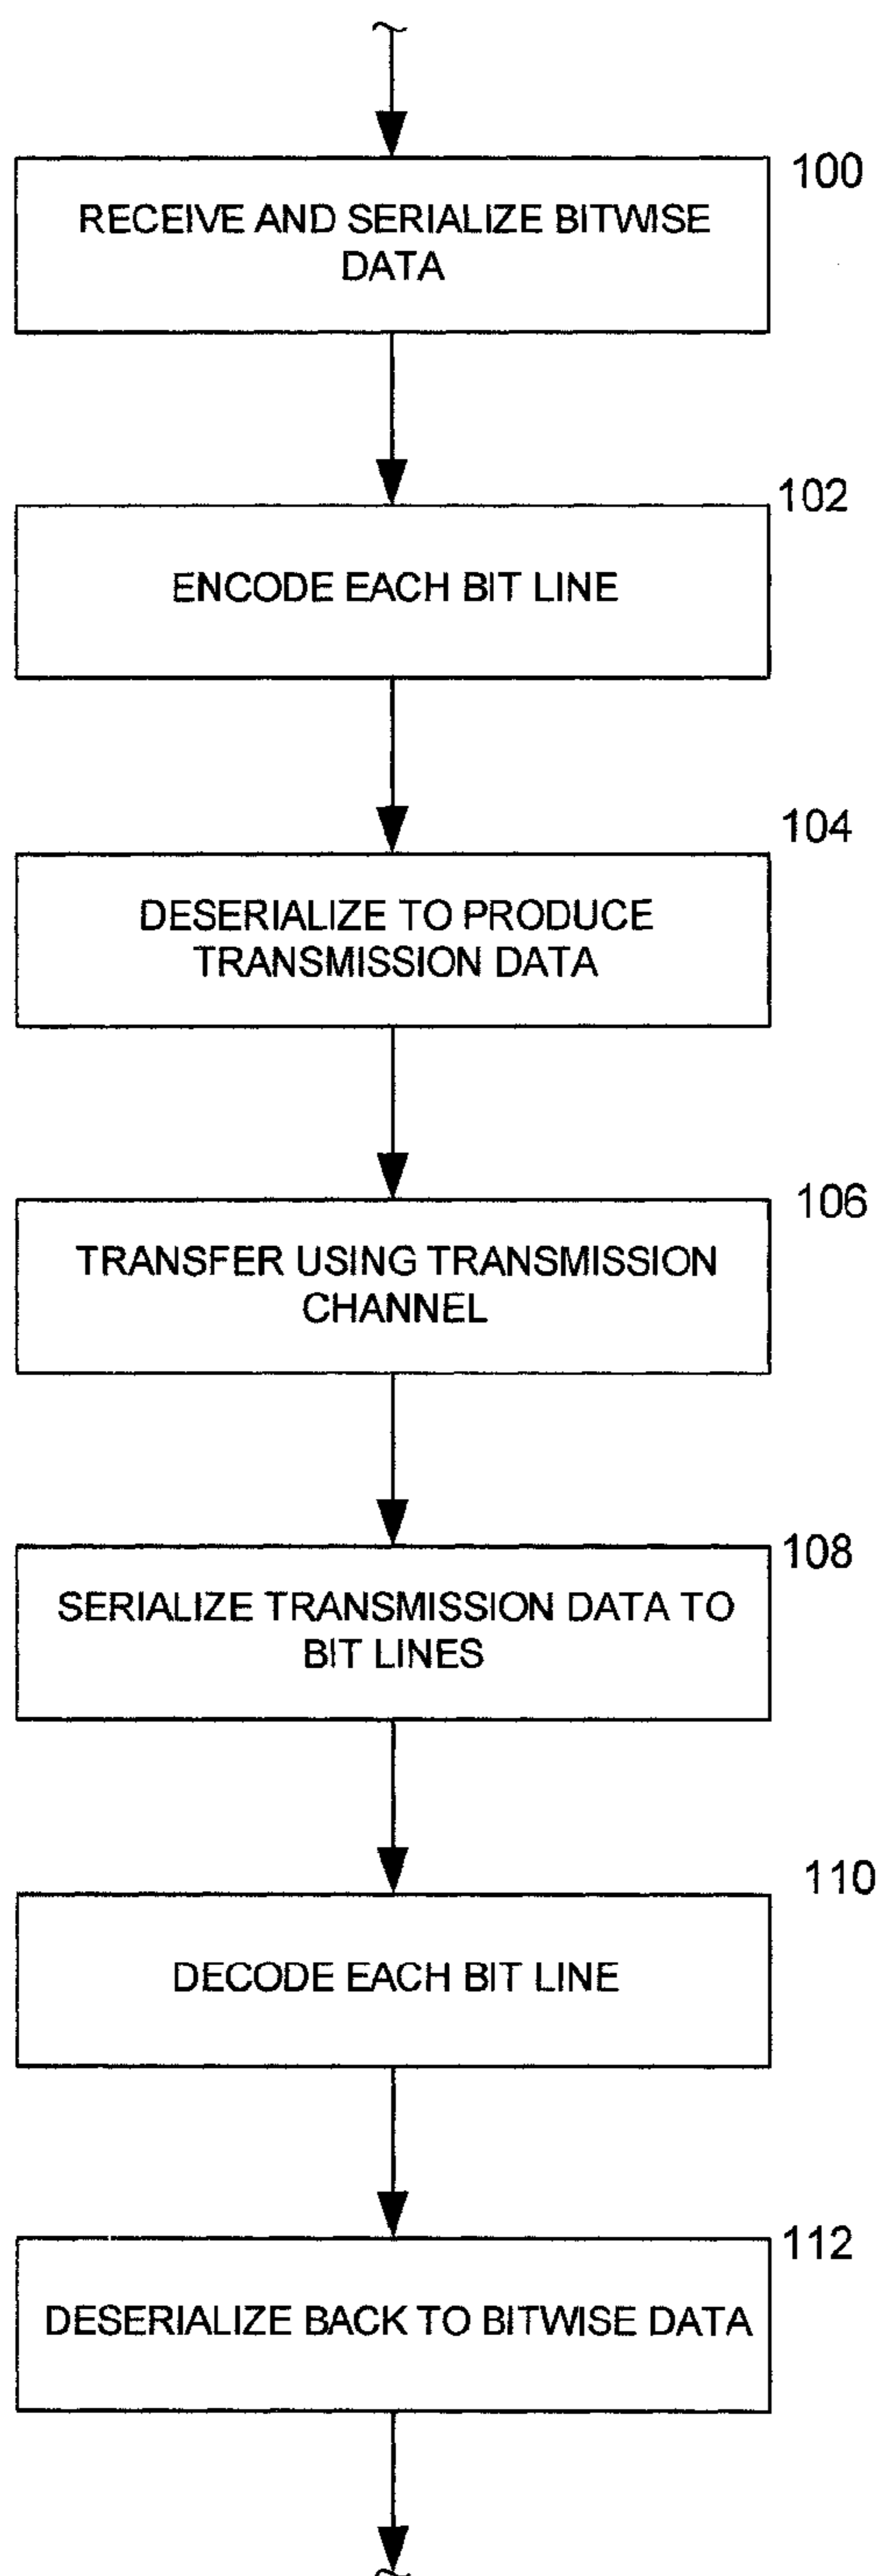 100
RECEIVE AND SERIALIZE BITWISE
DATA
102
ENCODE EACH BIT LINE
104
DESERIALIZE TO PRODUCE
TRANSMISSION DATA
106
TRANSFER USING TRANSMISSION
CHANNEL
108
SERIALIZE TRANSMISSION DATA TO
BIT LINES
110
DECODE EACH BIT LINE
112
DESERIALIZE BACK TO BITWISE DATA